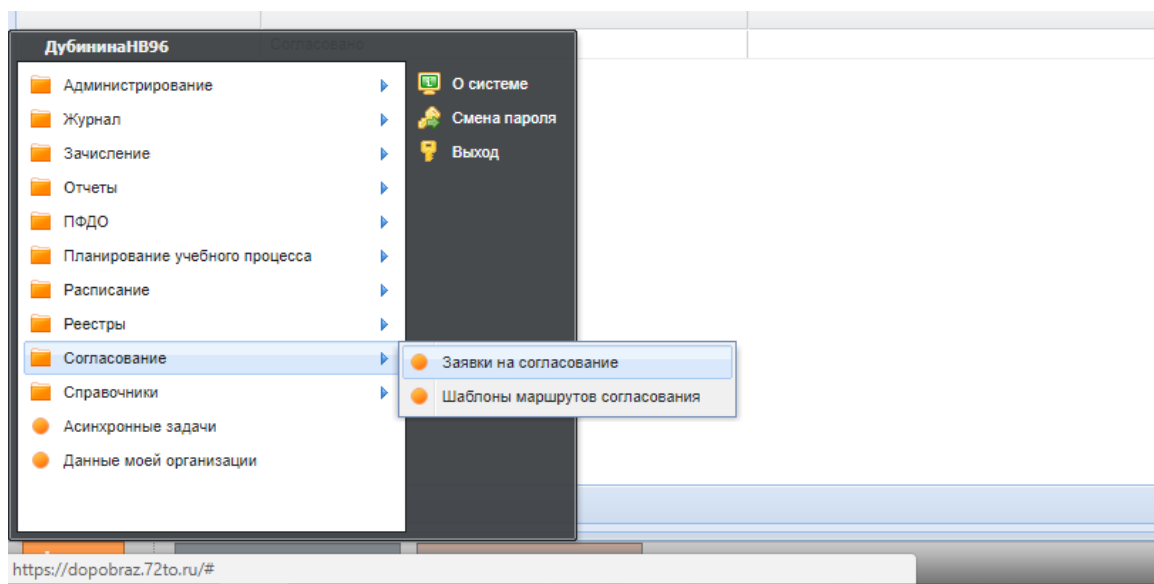 ДубининаНВ96
Согласовано
Администрирование
Журнал
Зачисление
Отчеты
ПФДО
Планирование учебного процесса
Расписание
Реестры
Согласование
Справочники
Асинхронные задачи
Данные моей организации
О системе
Смена пароля
Выход
Заявки на согласование
Шаблоны маршрутов согласования
https://dopobraz.72to.ru/#